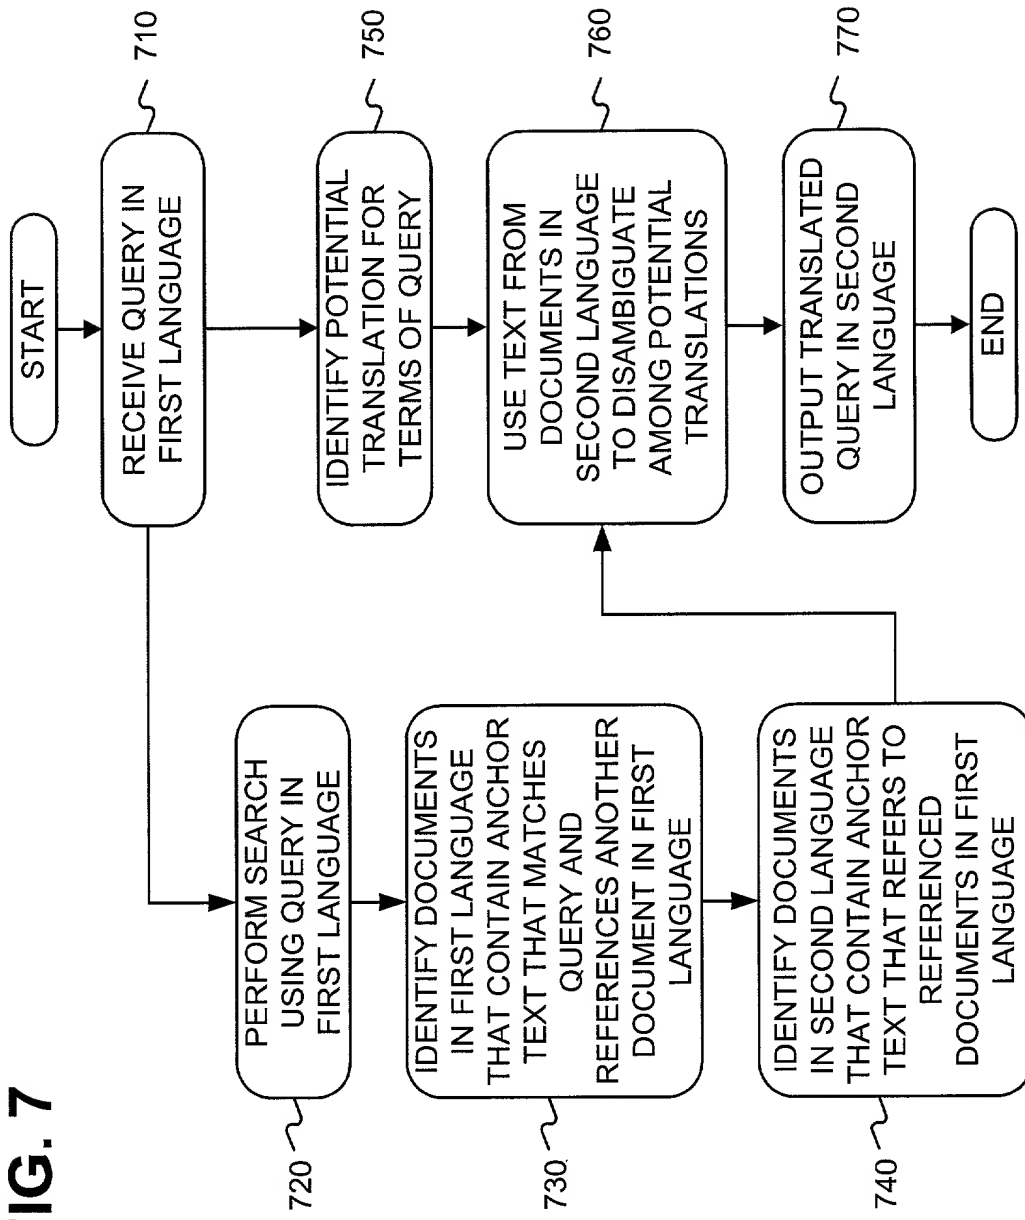 FIG. 7
START
RECEIVE QUERY IN
FIRST LANGUAGE
710
PERFORM SEARCH
USING QUERY IN
FIRST LANGUAGE
720
IDENTIFY DOCUMENTS
IN FIRST LANGUAGE
THAT CONTAIN ANCHOR
TEXT THAT MATCHES
QUERY AND
REFERENCES ANOTHER
DOCUMENT IN FIRST
LANGUAGE
730
IDENTIFY DOCUMENTS
IN SECOND LANGUAGE
THAT CONTAIN ANCHOR
TEXT THAT REFERS TO
REFERENCED
DOCUMENTS IN FIRST
LANGUAGE
740
IDENTIFY POTENTIAL
TRANSLATION FOR
TERMS OF QUERY
750
USE TEXT FROM
DOCUMENTS IN
SECOND LANGUAGE
TO DISAMBIGUATE
AMONG POTENTIAL
TRANSLATIONS
760
OUTPUT TRANSLATED
QUERY IN SECOND
LANGUAGE
770
END